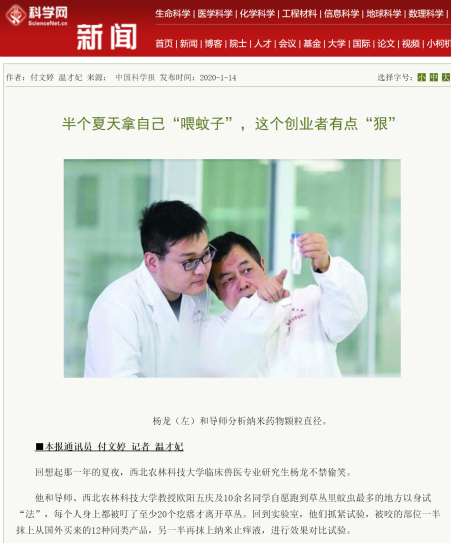 科学网
ScienceNet.cn
新闻
生命科学 | 医学科学 | 化学科学 | 工程材料 | 信息科学 | 地球科学 | 数理科学 |
首页 | 新闻 | 博客 | 院士 | 人才 | 会议 | 基金 | 大学 | 国际 | 论文 | 视频 | 小柯机
作者：付文婷 温才妃 来源： 中国科学报 发布时间：2020-1-14
选择字号：小 中 大
半个夏天拿自己“喂蚊子”，这个创业者有点“狠”
杨龙（左）和导师分析纳米药物颗粒直径。
■本报通讯员 付文婷 记者 温才妃
回想起那一年的夏夜，西北农林科技大学临床兽医专业研究生杨龙不禁偷笑。
他和导师、西北农林科技大学教授欧阳五庆及10余名同学自愿跑到草丛里蚊虫最多的地方以身试
“法”，每个人身上都被叮了至少20个疙瘩才离开草丛。回到实验室，他们抓紧试验，被咬的部位一半
抹上从国外买来的12种同类产品，另一半再抹上纳米止痒液，进行效果对比试验。